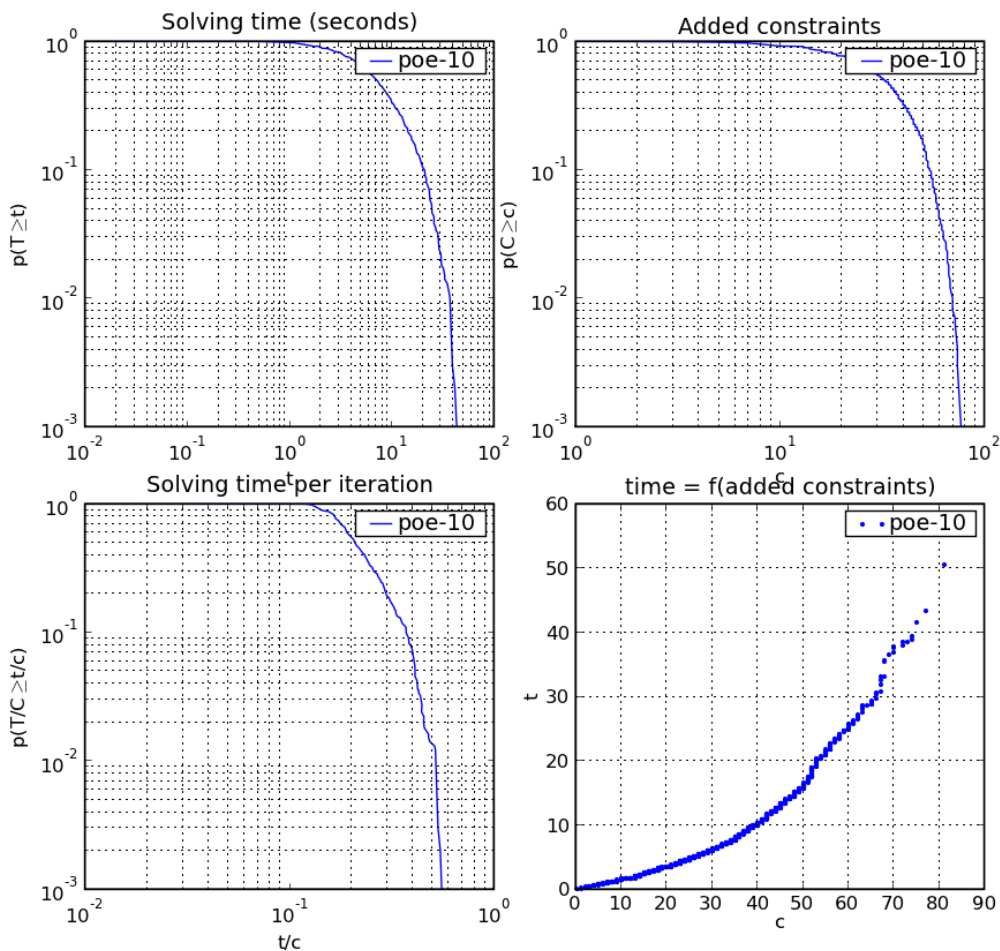 Solving time (seconds)
10^0
10^-1
10^-2
10^-3
p(T ≥t)
poe-10
10^-2 10^-1 10^0 10^1 10^2
t
Added constraints
10^0
10^-1
10^-2
10^-3
p(C ≥c)
poe-10
10^0 10^1 10^2
c
Solving time per iteration
10^0
10^-1
10^-2
10^-3
p(T/C ≥t/c)
poe-10
10^-2 10^-1 10^0
t/c
time = f(added constraints)
60
50
40
30
20
10
0
t
poe-10
0 10 20 30 40 50 60 70 80 90
c